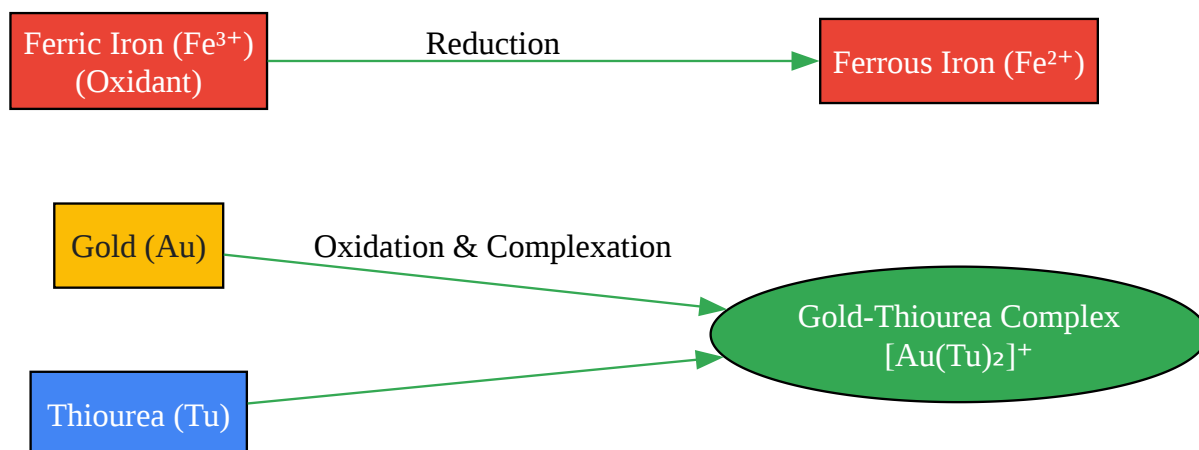 Ferric Iron (Fe³⁺)
(Oxidant)
Reduction
Ferrous Iron (Fe²⁺)
Gold (Au)
Oxidation & Complexation
Gold-Thiourea Complex
[Au(Tu)₂]⁺
Thiourea (Tu)